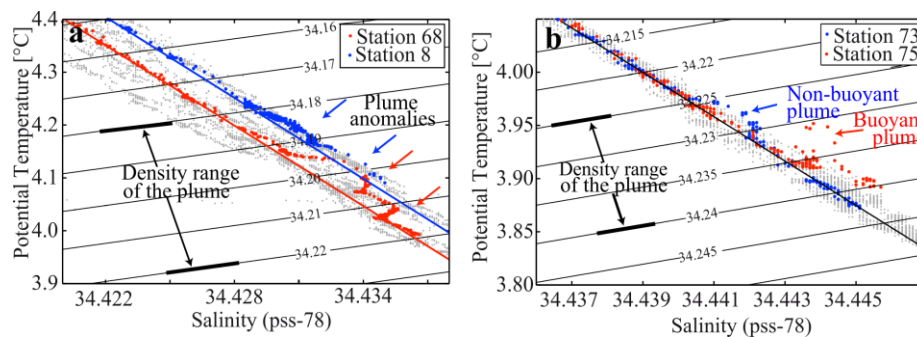 a
Station 68
Station 8
Plume
anomalies
Density range
of the plume
34.16
34.17
34.18
34.19
34.20
34.21
34.22
4.4
4.3
4.2
4.1
4.0
3.9
Potential Temperature [°C]
34.422
34.428
34.434
Salinity (pss-78)
b
Station 73
Station 75
Non-buoyant
plume
Buoyan
plum
Density range
of the plume
34.215
34.22
34.225
34.23
34.235
34.24
34.245
4.00
3.95
3.90
3.85
3.80
Potential Temperature [°C]
34.437
34.439
34.441
34.443
34.445
Salinity (pss-78)